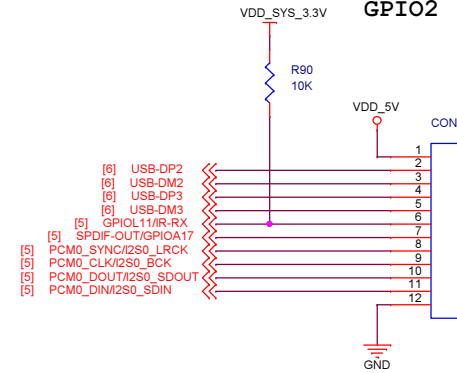 GPIO2
VDD_SYS_3.3V
R90
10K
VDD_5V
CON
1
[6] USB-DP2 2
[6] USB-DM2 3
[6] USB-DP3 4
[6] USB-DM3 5
[5] GPIOL11/IR-RX 6
[5] SPDIF-OUT/GPIOA17 7
[5] PCM0_SYNC/I2S0_LRCK 8
[5] PCM0_CLK/I2S0_BCK 9
[5] PCM0_DOUT/I2S0_SDOUT 10
[5] PCM0_DIN/I2S0_SDIN 11
12
GND